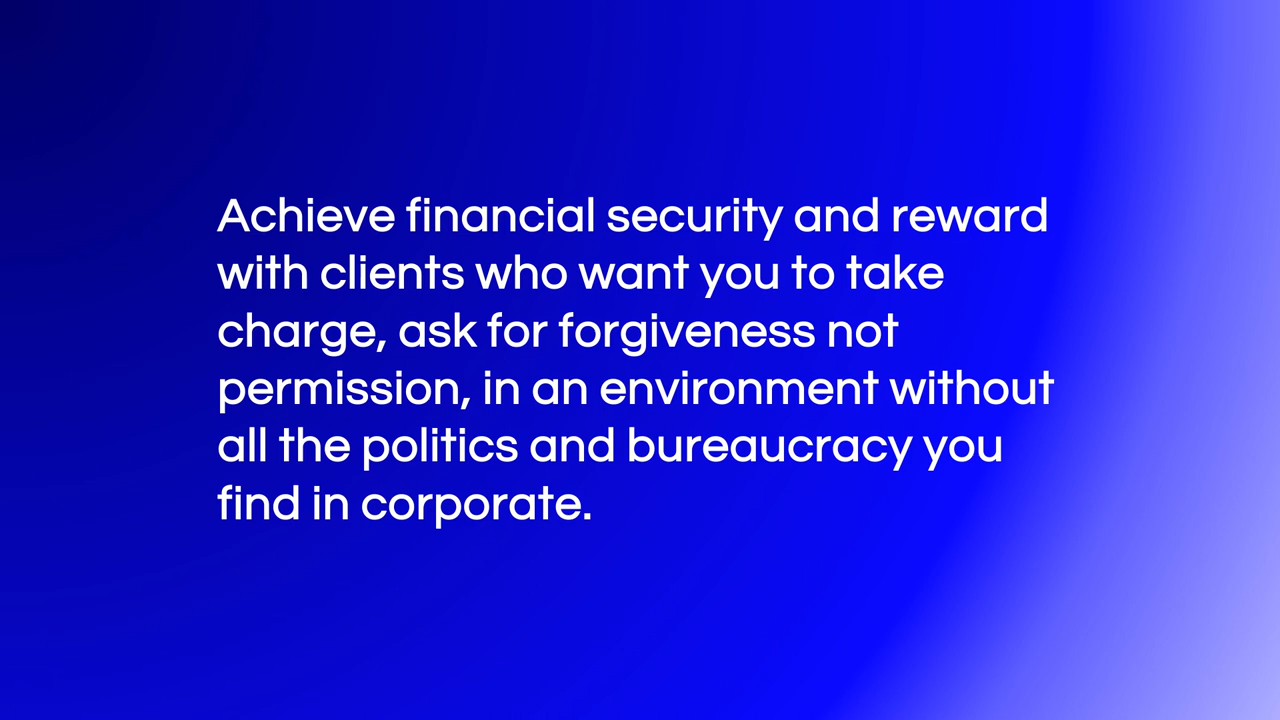 Achieve financial security and reward
with clients who want you to take
charge, ask for forgiveness not
permission, in an environment without
all the politics and bureaucracy you
find in corporate.